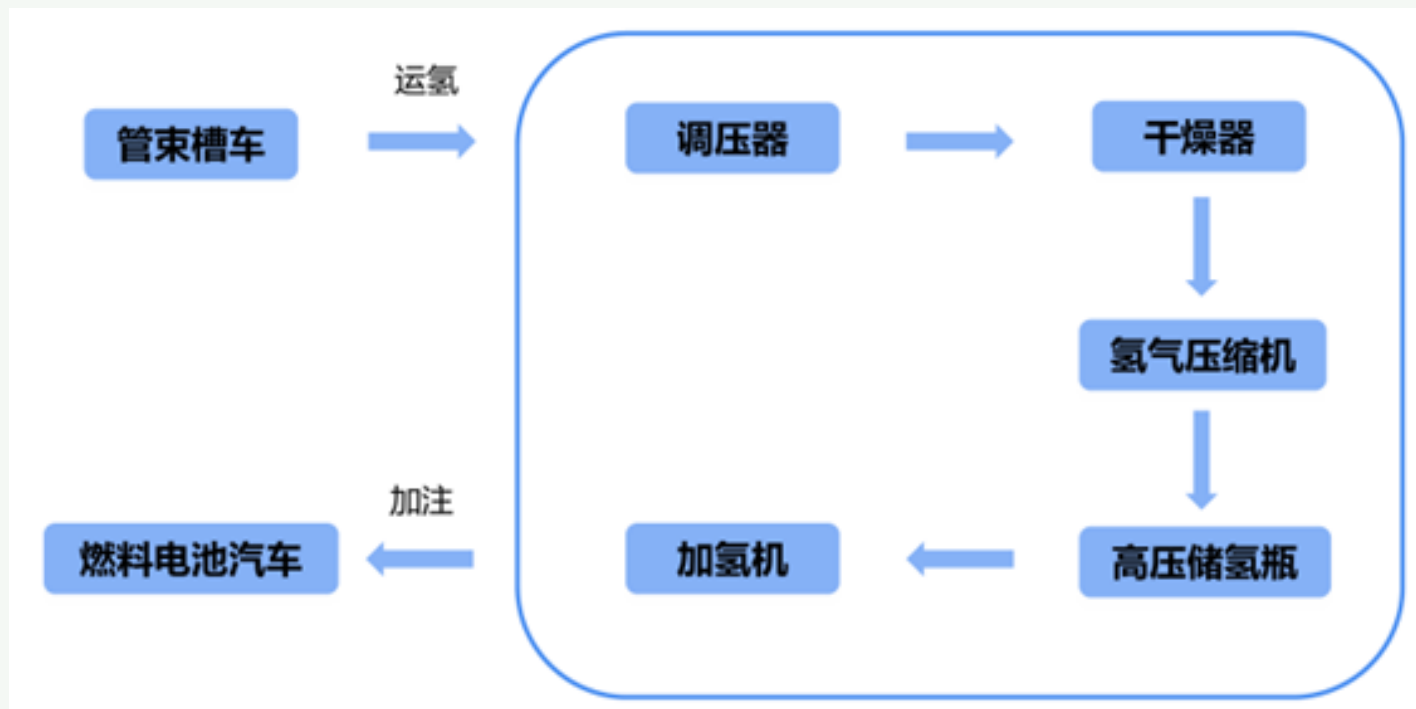 运氢
管束槽车
调压器
干燥器
氢气压缩机
加注
燃料电池汽车
加氢机
高压储氢瓶